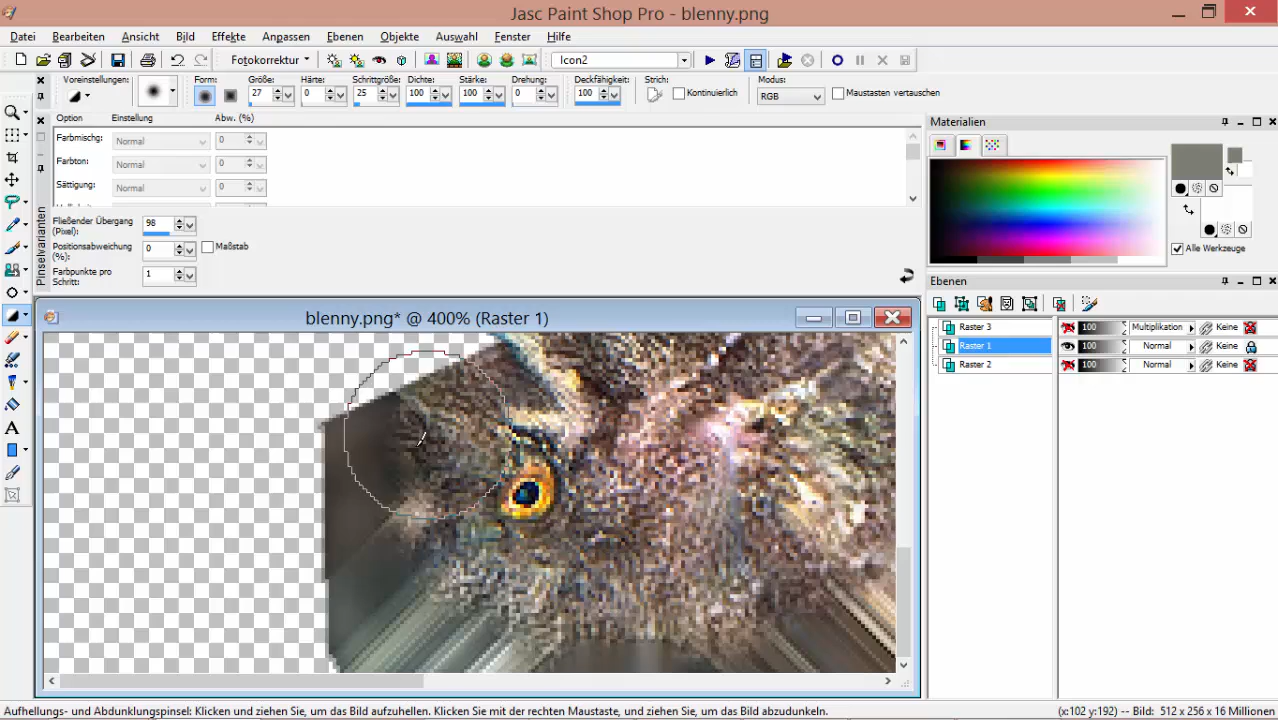 Jasc Paint Shop Pro - blenny.png
Datei Bearbeiten Ansicht Bild Effekte Anpassen Ebenen Objekte Auswahl Fenster Hilfe
Fotokorrektur Icon2
Voreinstellungen: Form: Größe: Härte: Schrittgröße: Dichte: Stärke: Drehung: Deckfähigkeit: Strich: Modus:
27 0 25 100 100 0 100 Kontinuierlich RGB Maustasten vertauschen
Option Einstellung Abw. (%)
Farbmischg: Normal 0
Farbton: Normal 0
Sättigung: Normal 0
Fließender Übergang (Pixel): 98
Positionsabweichung (%): 0 Maßstab
Farbpunkte pro Schritt: 1
Pinselvarianten
Materialien
Alle Werkzeuge
Ebenen
Raster 3 100 Multiplikation Keine
Raster 1 100 Normal Keine
Raster 2 100 Normal Keine
blenny.png* @ 400% (Raster 1)
Aufhellungs- und Abdunklungspinsel: Klicken und ziehen Sie, um das Bild aufzuhellen. Klicken Sie mit der rechten Maustaste, und ziehen Sie, um das Bild abzudunkeln. (x:102 y:192) -- Bild: 512 x 256 x 16 Millionen